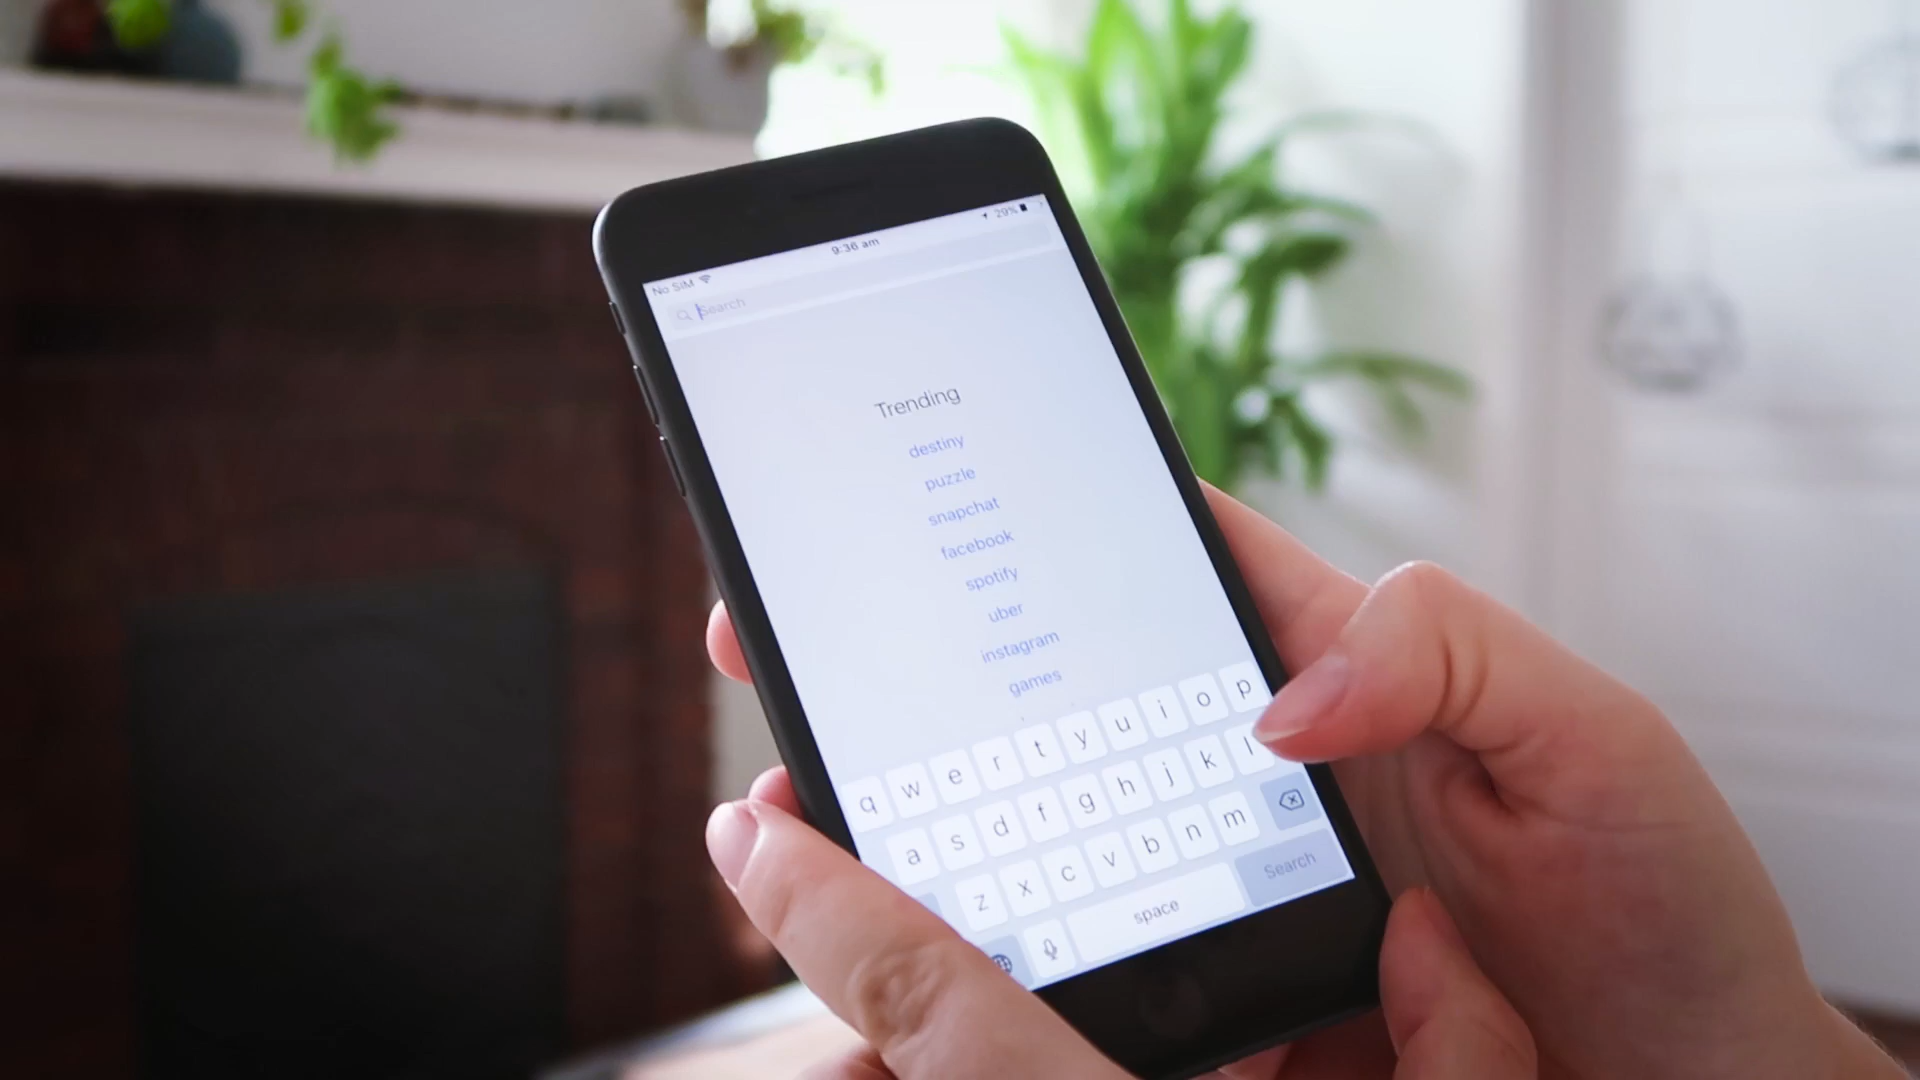 No SIM 9:36 am 29%
Search
Trending
destiny
puzzle
snapchat
facebook
spotify
uber
instagram
games
q w e r t y u i o p
a s d f g h j k l
z x c v b n m
space Search